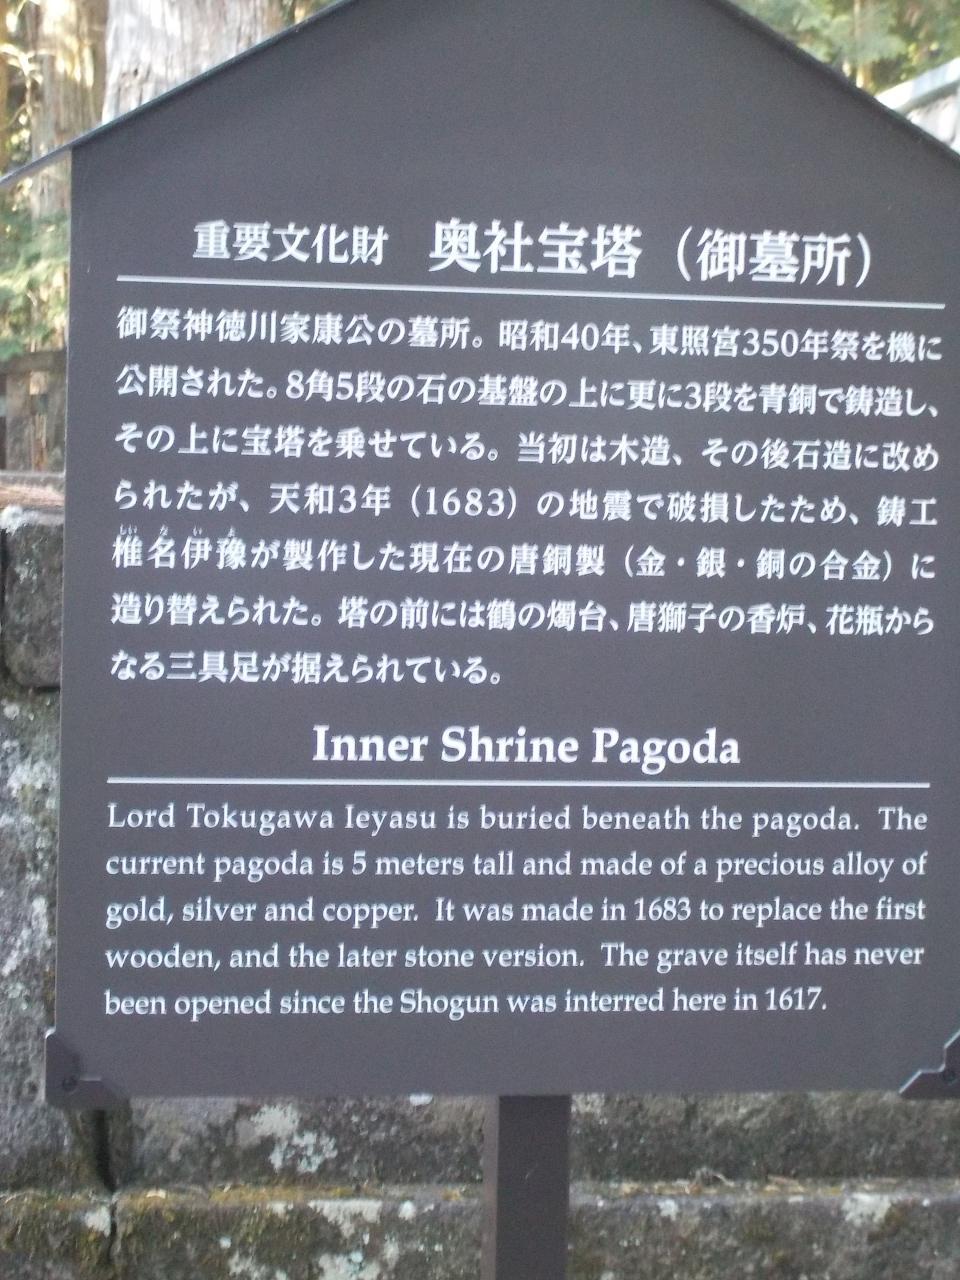 重要文化財　奥社宝塔（御墓所）
御祭神徳川家康公の墓所。昭和40年、東照宮350年祭を機に
公開された。8角5段の石の基盤の上に更に3段を青銅で鋳造し、
その上に宝塔を乗せている。当初は木造、その後石造に改め
られたが、天和3年（1683）の地震で破損したため、鋳工
しい な い よ
椎名伊豫が製作した現在の唐銅製（金・銀・銅の合金）に
造り替えられた。塔の前には鶴の燭台、唐獅子の香炉、花瓶から
なる三具足が据えられている。
Inner Shrine Pagoda
Lord Tokugawa Ieyasu is buried beneath the pagoda. The
current pagoda is 5 meters tall and made of a precious alloy of
gold, silver and copper. It was made in 1683 to replace the first
wooden, and the later stone version. The grave itself has never
been opened since the Shogun was interred here in 1617.